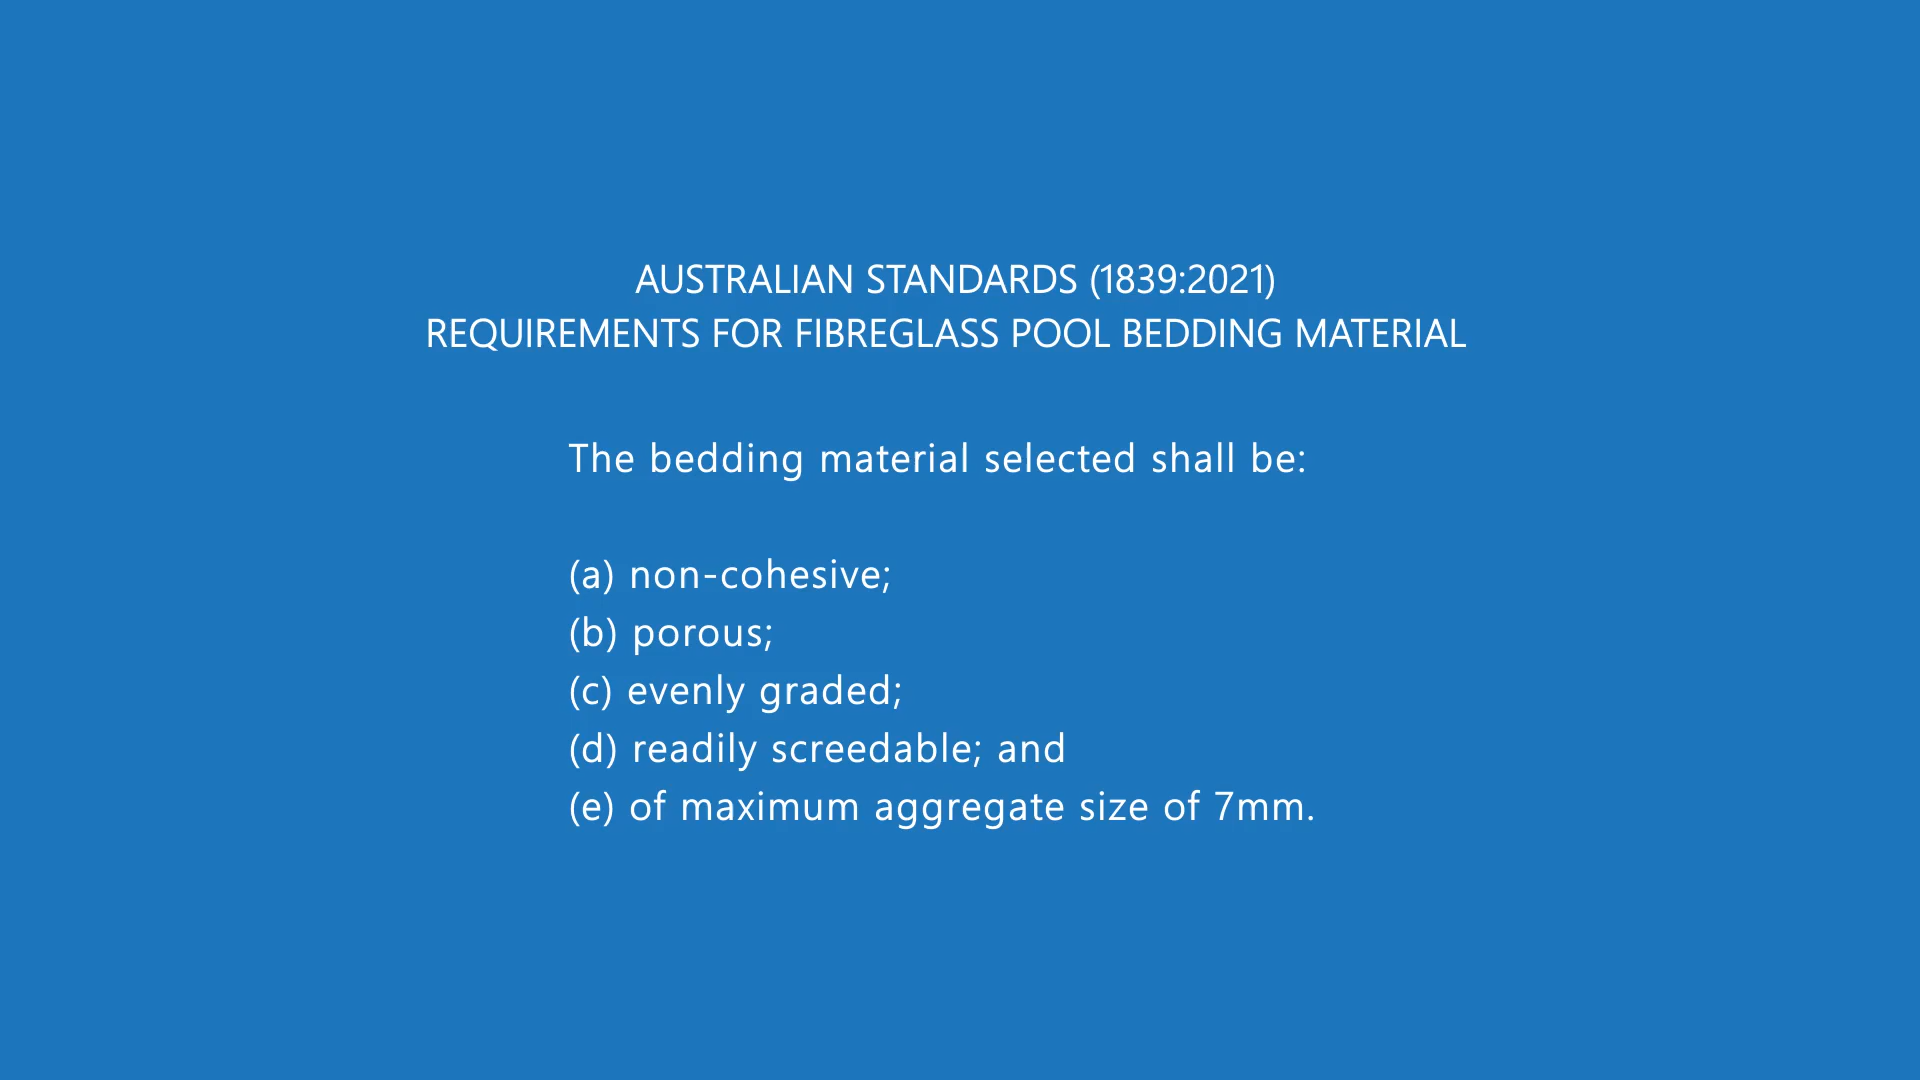 AUSTRALIAN STANDARDS (1839:2021)
REQUIREMENTS FOR FIBREGLASS POOL BEDDING MATERIAL
The bedding material selected shall be:
(a) non-cohesive;
(b) porous;
(c) evenly graded;
(d) readily screedable; and
(e) of maximum aggregate size of 7mm.